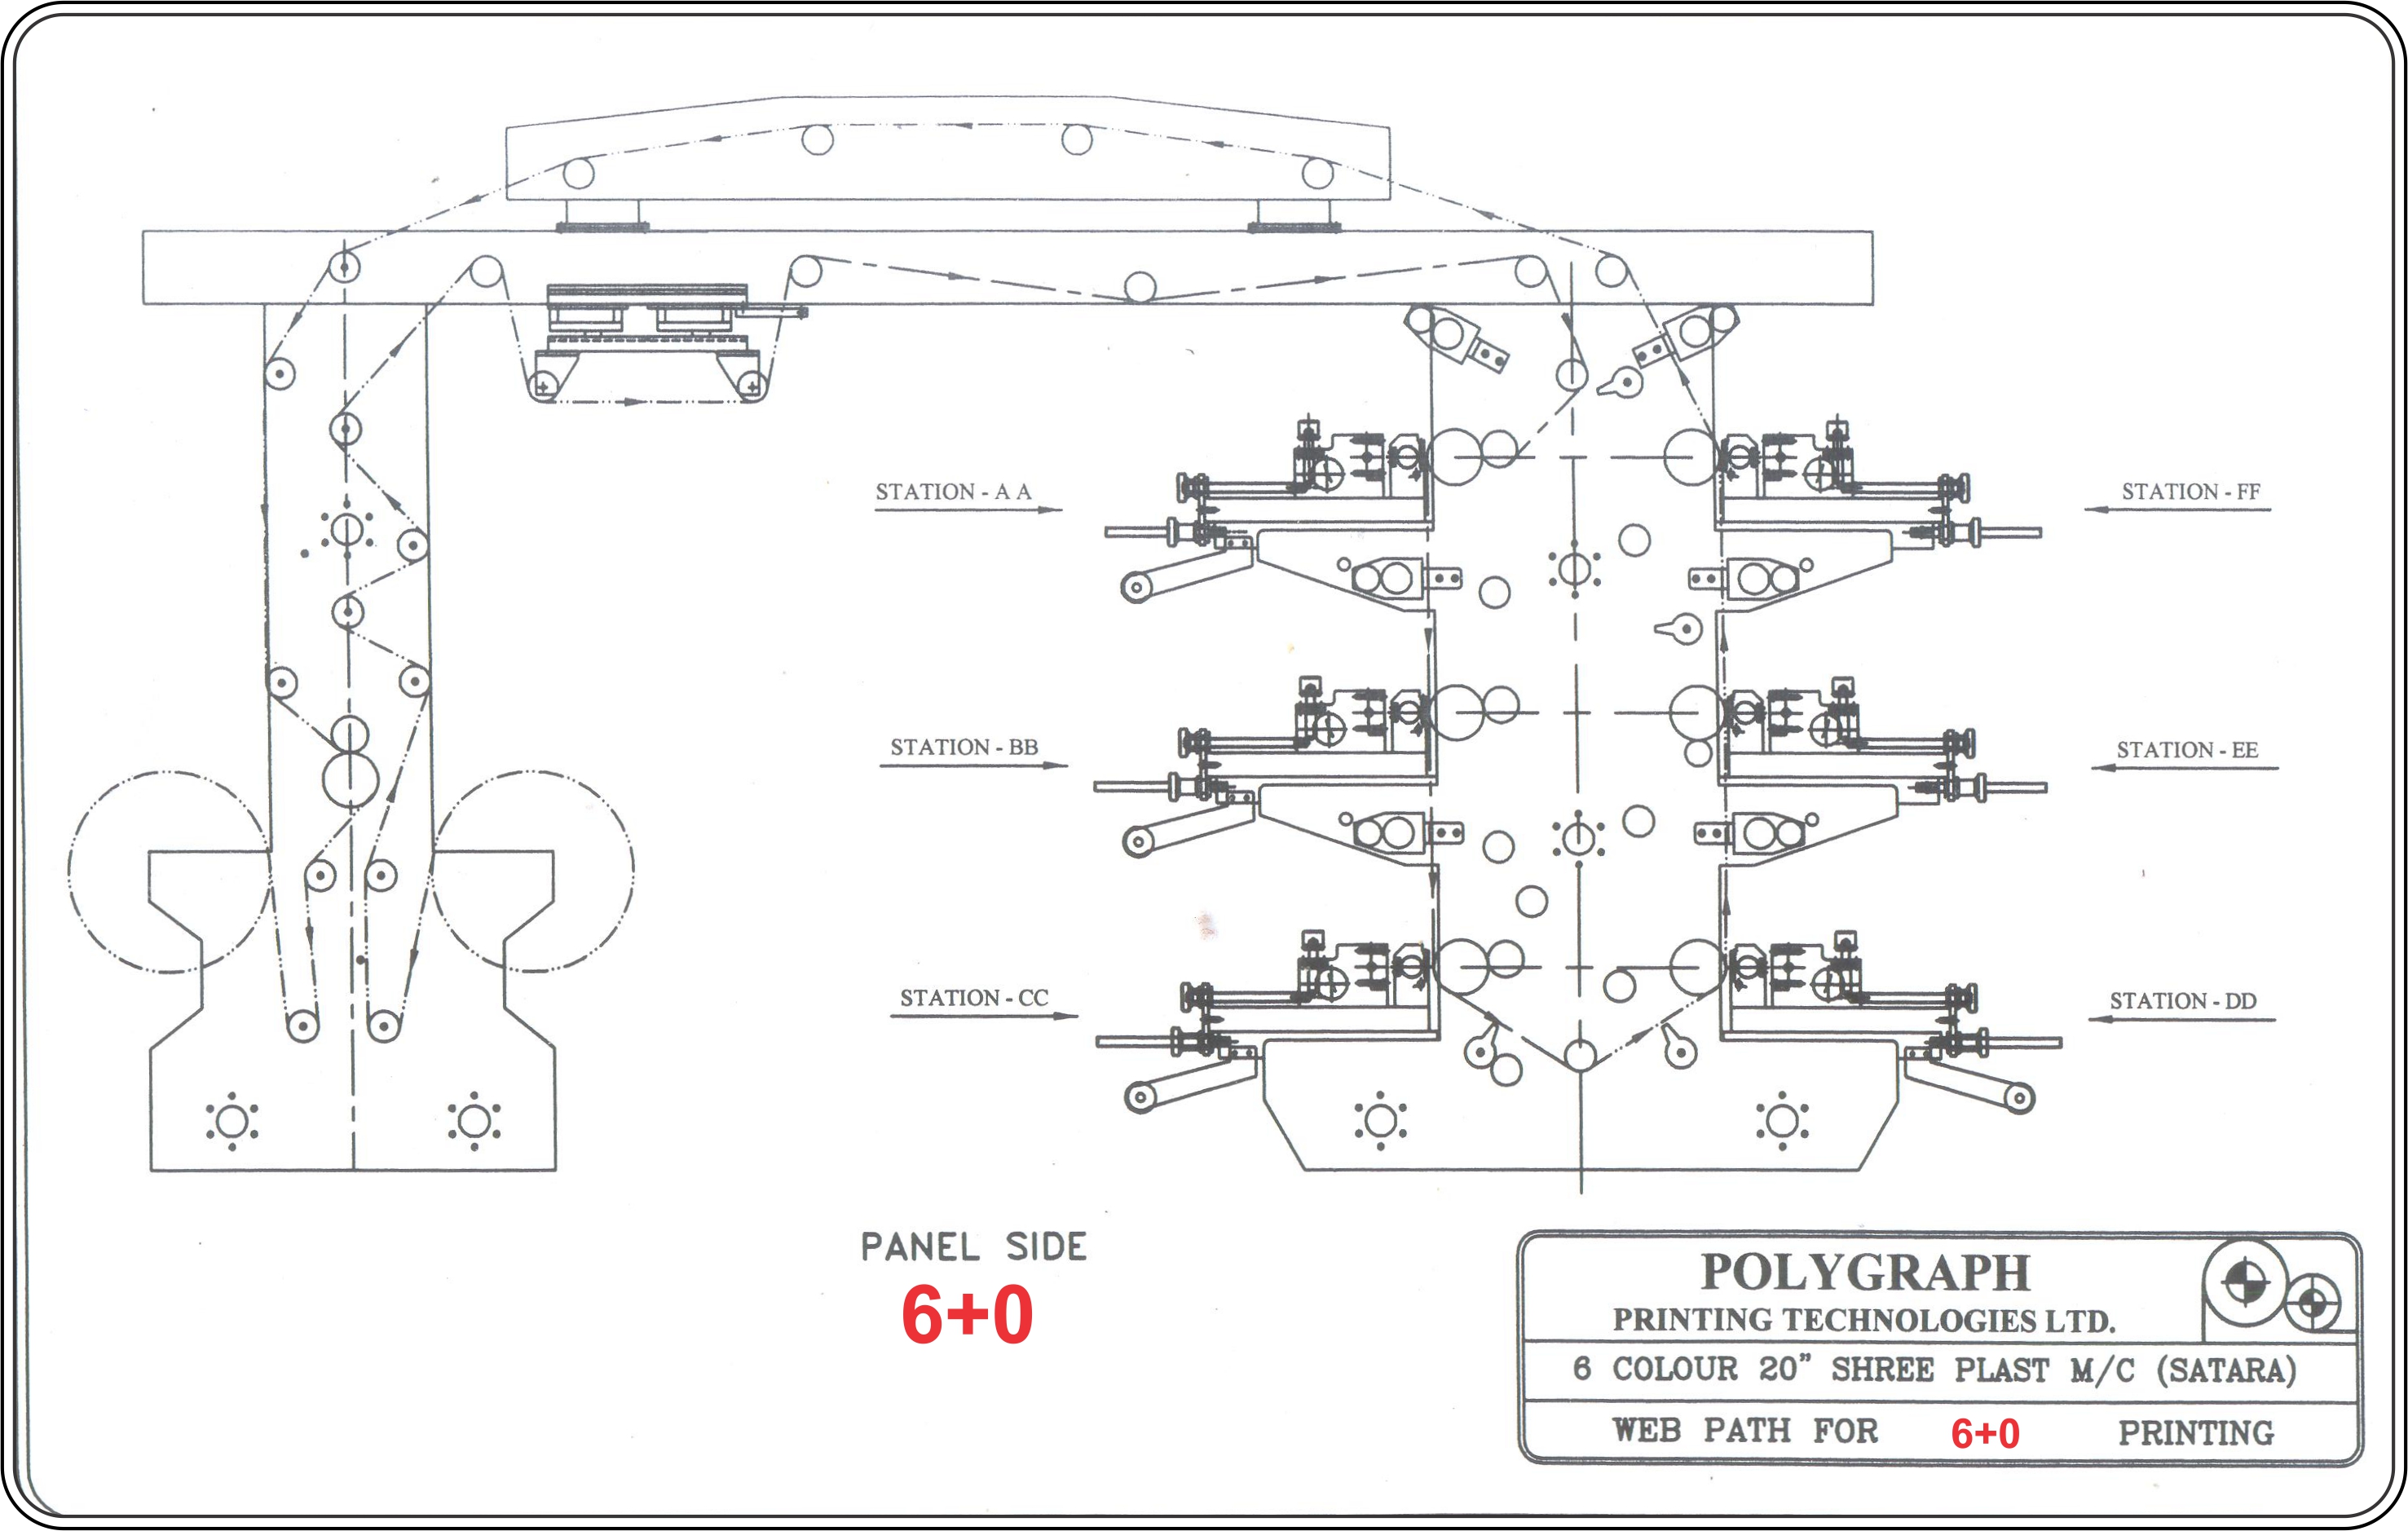 STATION - A A
STATION - FF
STATION - BB
STATION - EE
STATION - CC
STATION - DD
PANEL SIDE
6+0
POLYGRAPH
PRINTING TECHNOLOGIES LTD.
6 COLOUR 20” SHREE PLAST M/C (SATARA)
WEB PATH FOR 6+0 PRINTING